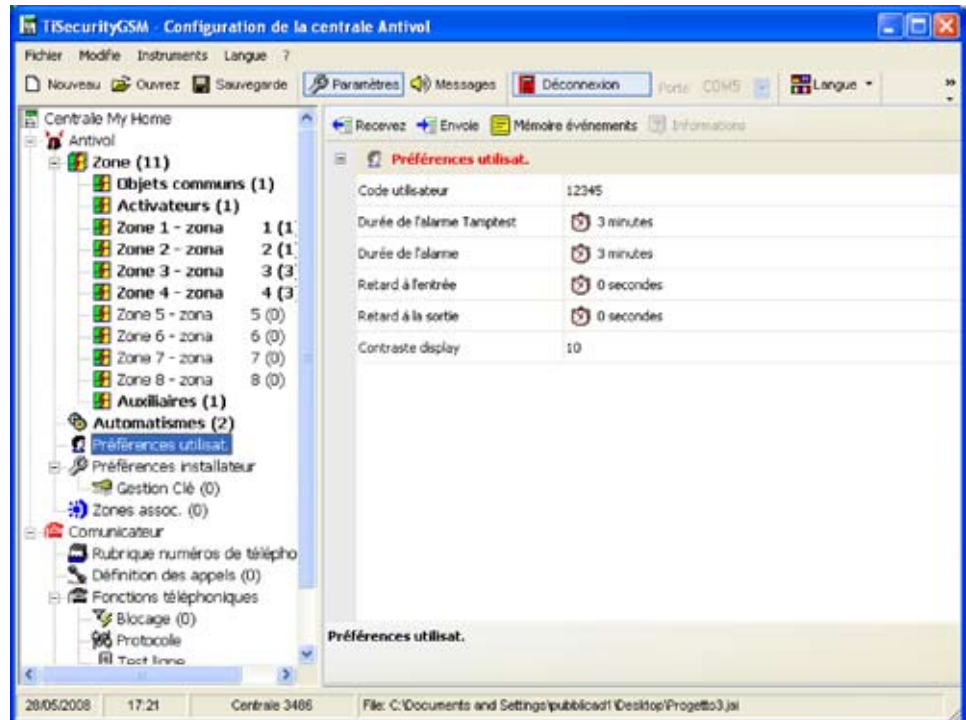 TiSecurityGSM - Configuration de la centrale Antivol
Fichier Modifie Instruments Langue ?
Nouveau Ouvrez Sauvegarde Paramètres Messages Déconnexion Porte COM5 Langue
Centrale My Home
Antivol
Zone (11)
Objets communs (1)
Activateurs (1)
Zone 1 - zona 1 (1
Zone 2 - zona 2 (1
Zone 3 - zona 3 (3
Zone 4 - zona 4 (3
Zone 5 - zona 5 (0)
Zone 6 - zona 6 (0)
Zone 7 - zona 7 (0)
Zone 8 - zona 8 (0)
Auxiliaires (1)
Automatismes (2)
Préférences utilisat.
Préférences installateur
Gestion Clé (0)
Zones assoc. (0)
Comunicateur
Rubrique numéros de télépho
Définition des appels (0)
Fonctions téléphoniques
Blocage (0)
Protocole
Test ligne
Recevez Envoie Mémoire événements Informations
Préférences utilisat.
Code utilisateur 12345
Durée de l'alarme Tamptest 3 minutes
Durée de l'alarme 3 minutes
Retard à l'entrée 0 secondes
Retard à la sortie 0 secondes
Contraste display 10
Préférences utilisat.
28/05/2008 17:21 Centrale 3486 File: C:\Documents and Settings\pubblicad1\Desktop\Progetto3.jsi